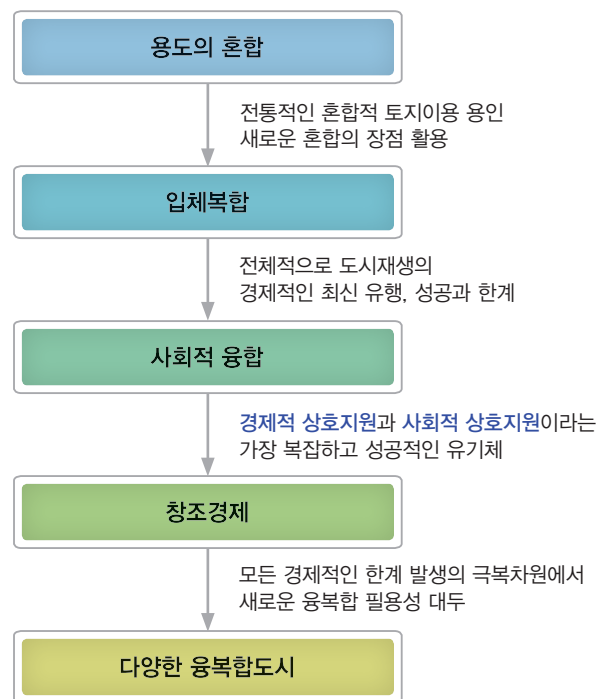 용도의 혼합
전통적인 혼합적 토지이용 용인
새로운 혼합의 장점 활용
입체복합
전체적으로 도시재생의
경제적인 최신 유행, 성공과 한계
사회적 융합
경제적 상호지원과 사회적 상호지원이라는
가장 복잡하고 성공적인 유기체
창조경제
모든 경제적인 한계 발생의 극복차원에서
새로운 융복합 필용성 대두
다양한 융복합도시